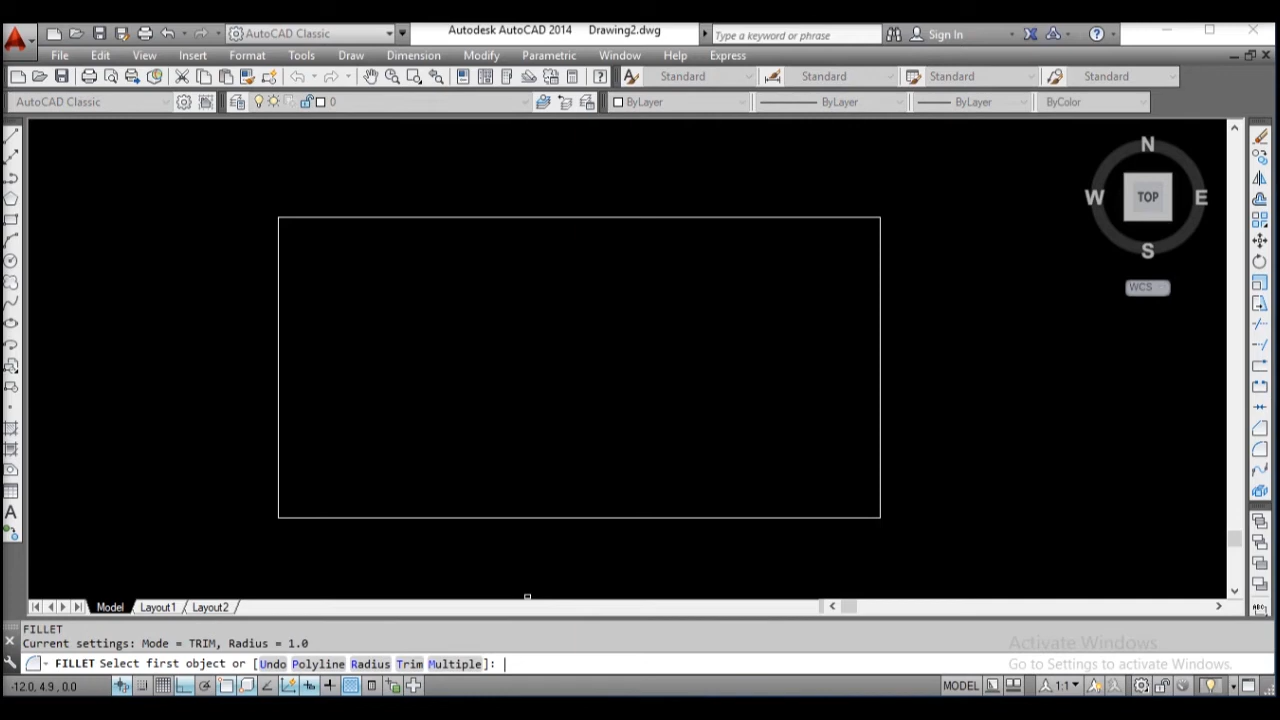 AutoCAD Classic
Autodesk AutoCAD 2014 Drawing2.dwg
Type a keyword or phrase
Sign In
File Edit View Insert Format Tools Draw Dimension Modify Parametric Window Help Express
Standard Standard Standard Standard
AutoCAD Classic 0 ByLayer ByLayer ByLayer ByColor
N
W TOP E
S
WCS
A
Model Layout1 Layout2
FILLET
Current settings: Mode = TRIM, Radius = 1.0
FILLET Select first object or [Undo Polyline Radius Trim Multiple]:
Activate Windows
Go to Settings to activate Windows.
-12.0, 4.9 , 0.0 MODEL 1:1